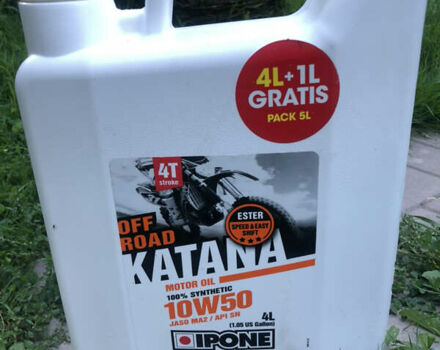 4L+1L
GRATIS
PACK 5L
4T
stroke
OFF
ROAD
ESTER
SPEED & EASY
SHIFT
KATANA
MOTOR OIL
100% SYNTHETIC
10W50
JASO MA2 / API SN
4L
(1.05 US Gallon)
IPONE